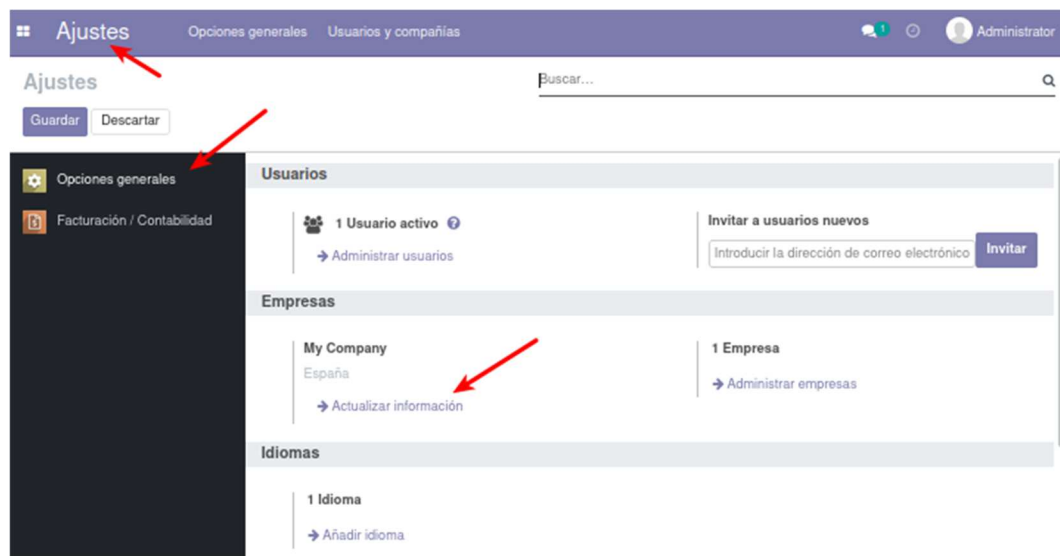 Ajustes Opciones generales Usuarios y compañías 1 Administrator
Ajustes
Buscar...
Guardar Descartar
Opciones generales
Facturación / Contabilidad
Usuarios
1 Usuario activo
Administrar usuarios
Invitar a usuarios nuevos
Introducir la dirección de correo electrónico Invitar
Empresas
My Company
España
Actualizar información
1 Empresa
Administrar empresas
Idiomas
1 Idioma
Añadir idioma